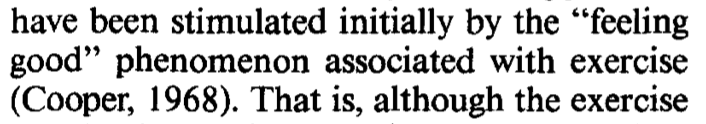 have been stimulated initially by the “feeling
good” phenomenon associated with exercise
(Cooper, 1968). That is, although the exercise